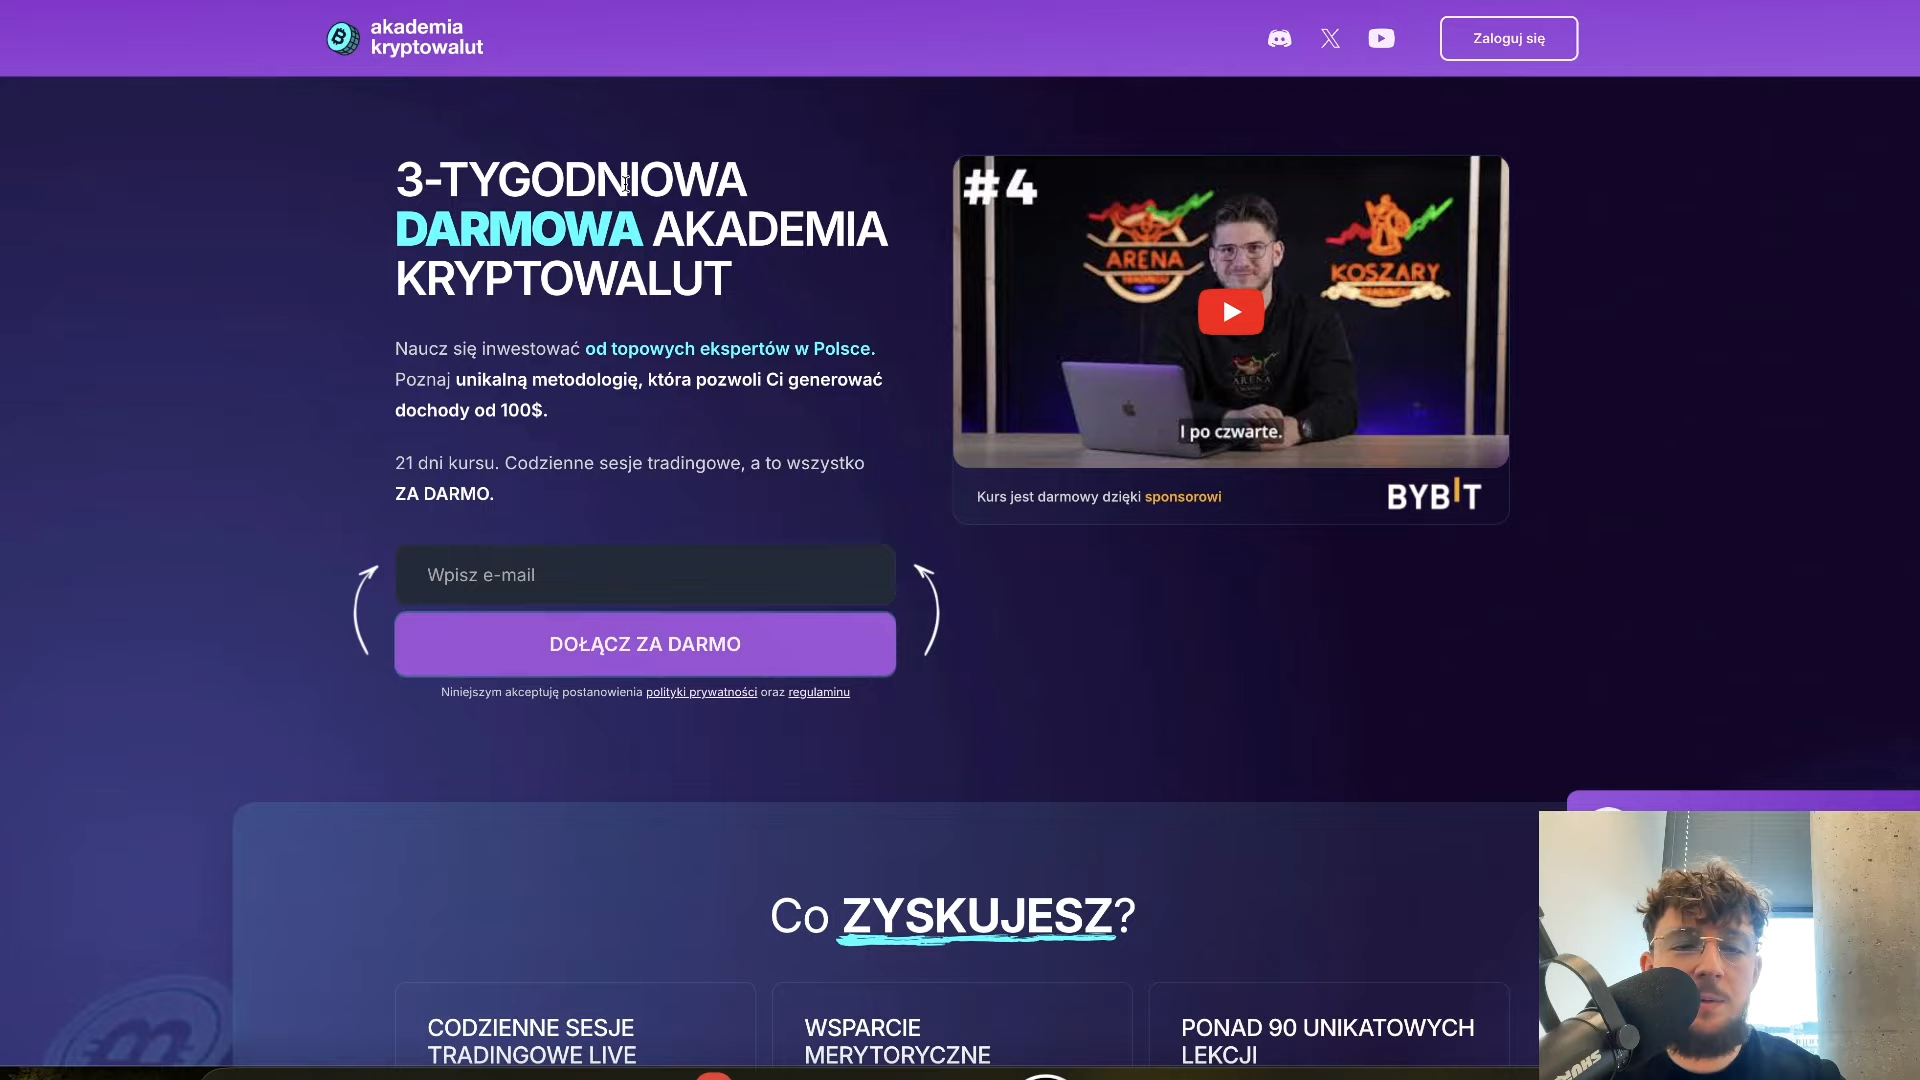 akademia
kryptowalut
Zaloguj się
3-TYGODNIOWA
DARMOWA AKADEMIA
KRYPTOWALUT
Naucz się inwestować od topowych ekspertów w Polsce.
Poznaj unikalną metodologię, która pozwoli Ci generować
dochody od 100$.
21 dni kursu. Codzienne sesje tradingowe, a to wszystko
ZA DARMO.
Wpisz e-mail
DOŁĄCZ ZA DARMO
Niniejszym akceptuję postanowienia polityki prywatności oraz regulaminu
#4
ARENA
KOSZARY
ARENA
I po czwarte.
Kurs jest darmowy dzięki sponsorowi
BYBIT
Co ZYSKUJESZ?
CODZIENNE SESJE
TRADINGOWE LIVE
WSPARCIE
MERYTORYCZNE
PONAD 90 UNIKATOWYCH
LEKCJI
SHURE